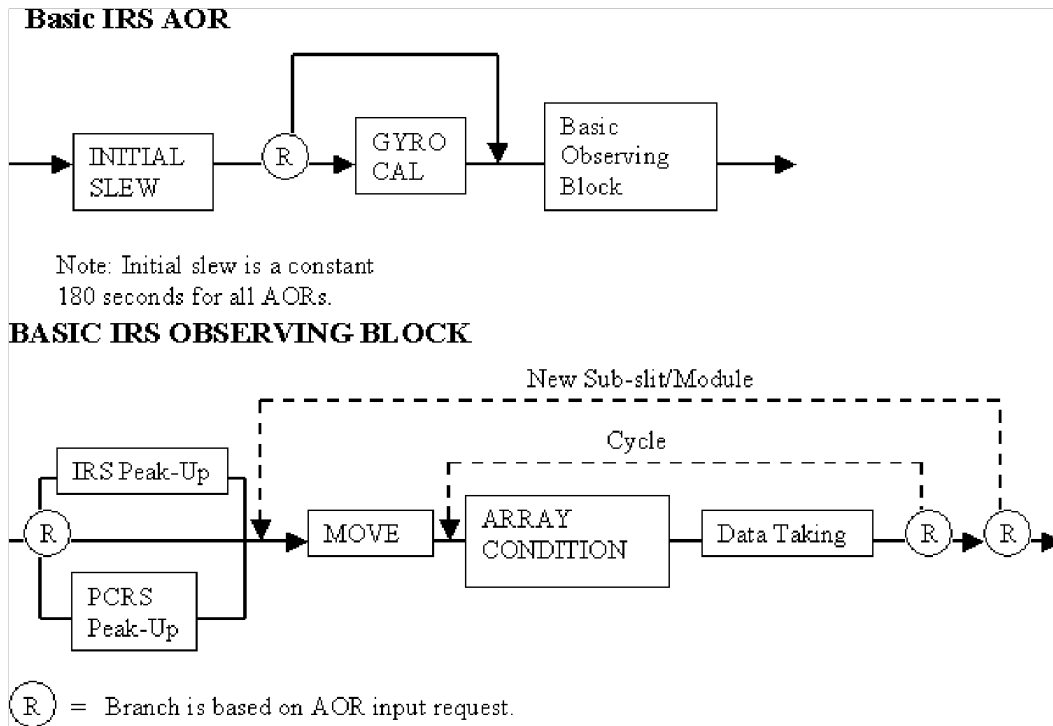 Basic IRS AOR
INITIAL
SLEW
R
GYRO
CAL
Basic
Observing
Block
Note: Initial slew is a constant
180 seconds for all AORs.
BASIC IRS OBSERVING BLOCK
New Sub-slit/Module
Cycle
IRS Peak-Up
R
PCRS
Peak-Up
MOVE
ARRAY
CONDITION
Data Taking
R
R
R = Branch is based on AOR input request.